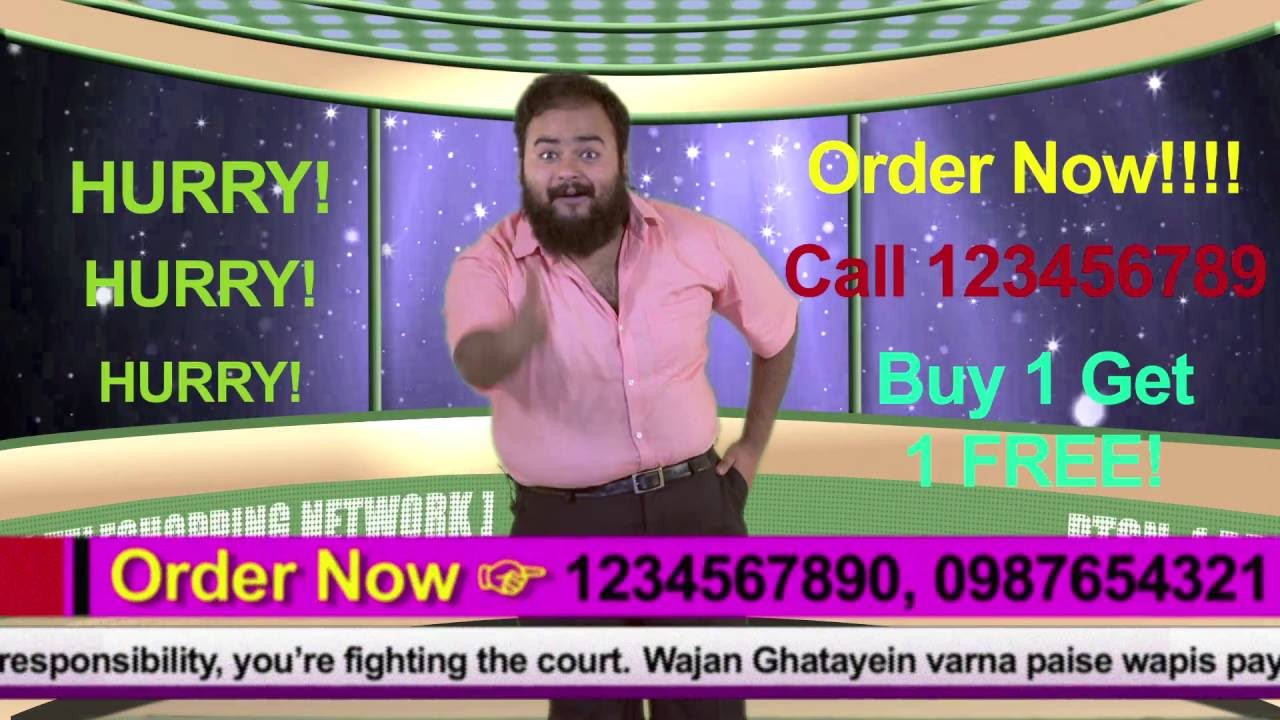 HURRY!
HURRY!
HURRY!
Order Now!!!!
Call 123456789
Buy 1 Get
1 FREE!
NETWORK
Order Now 1234567890, 0987654321
responsibility, you're fighting the court. Wajan Ghatayein varna paise wapis pay